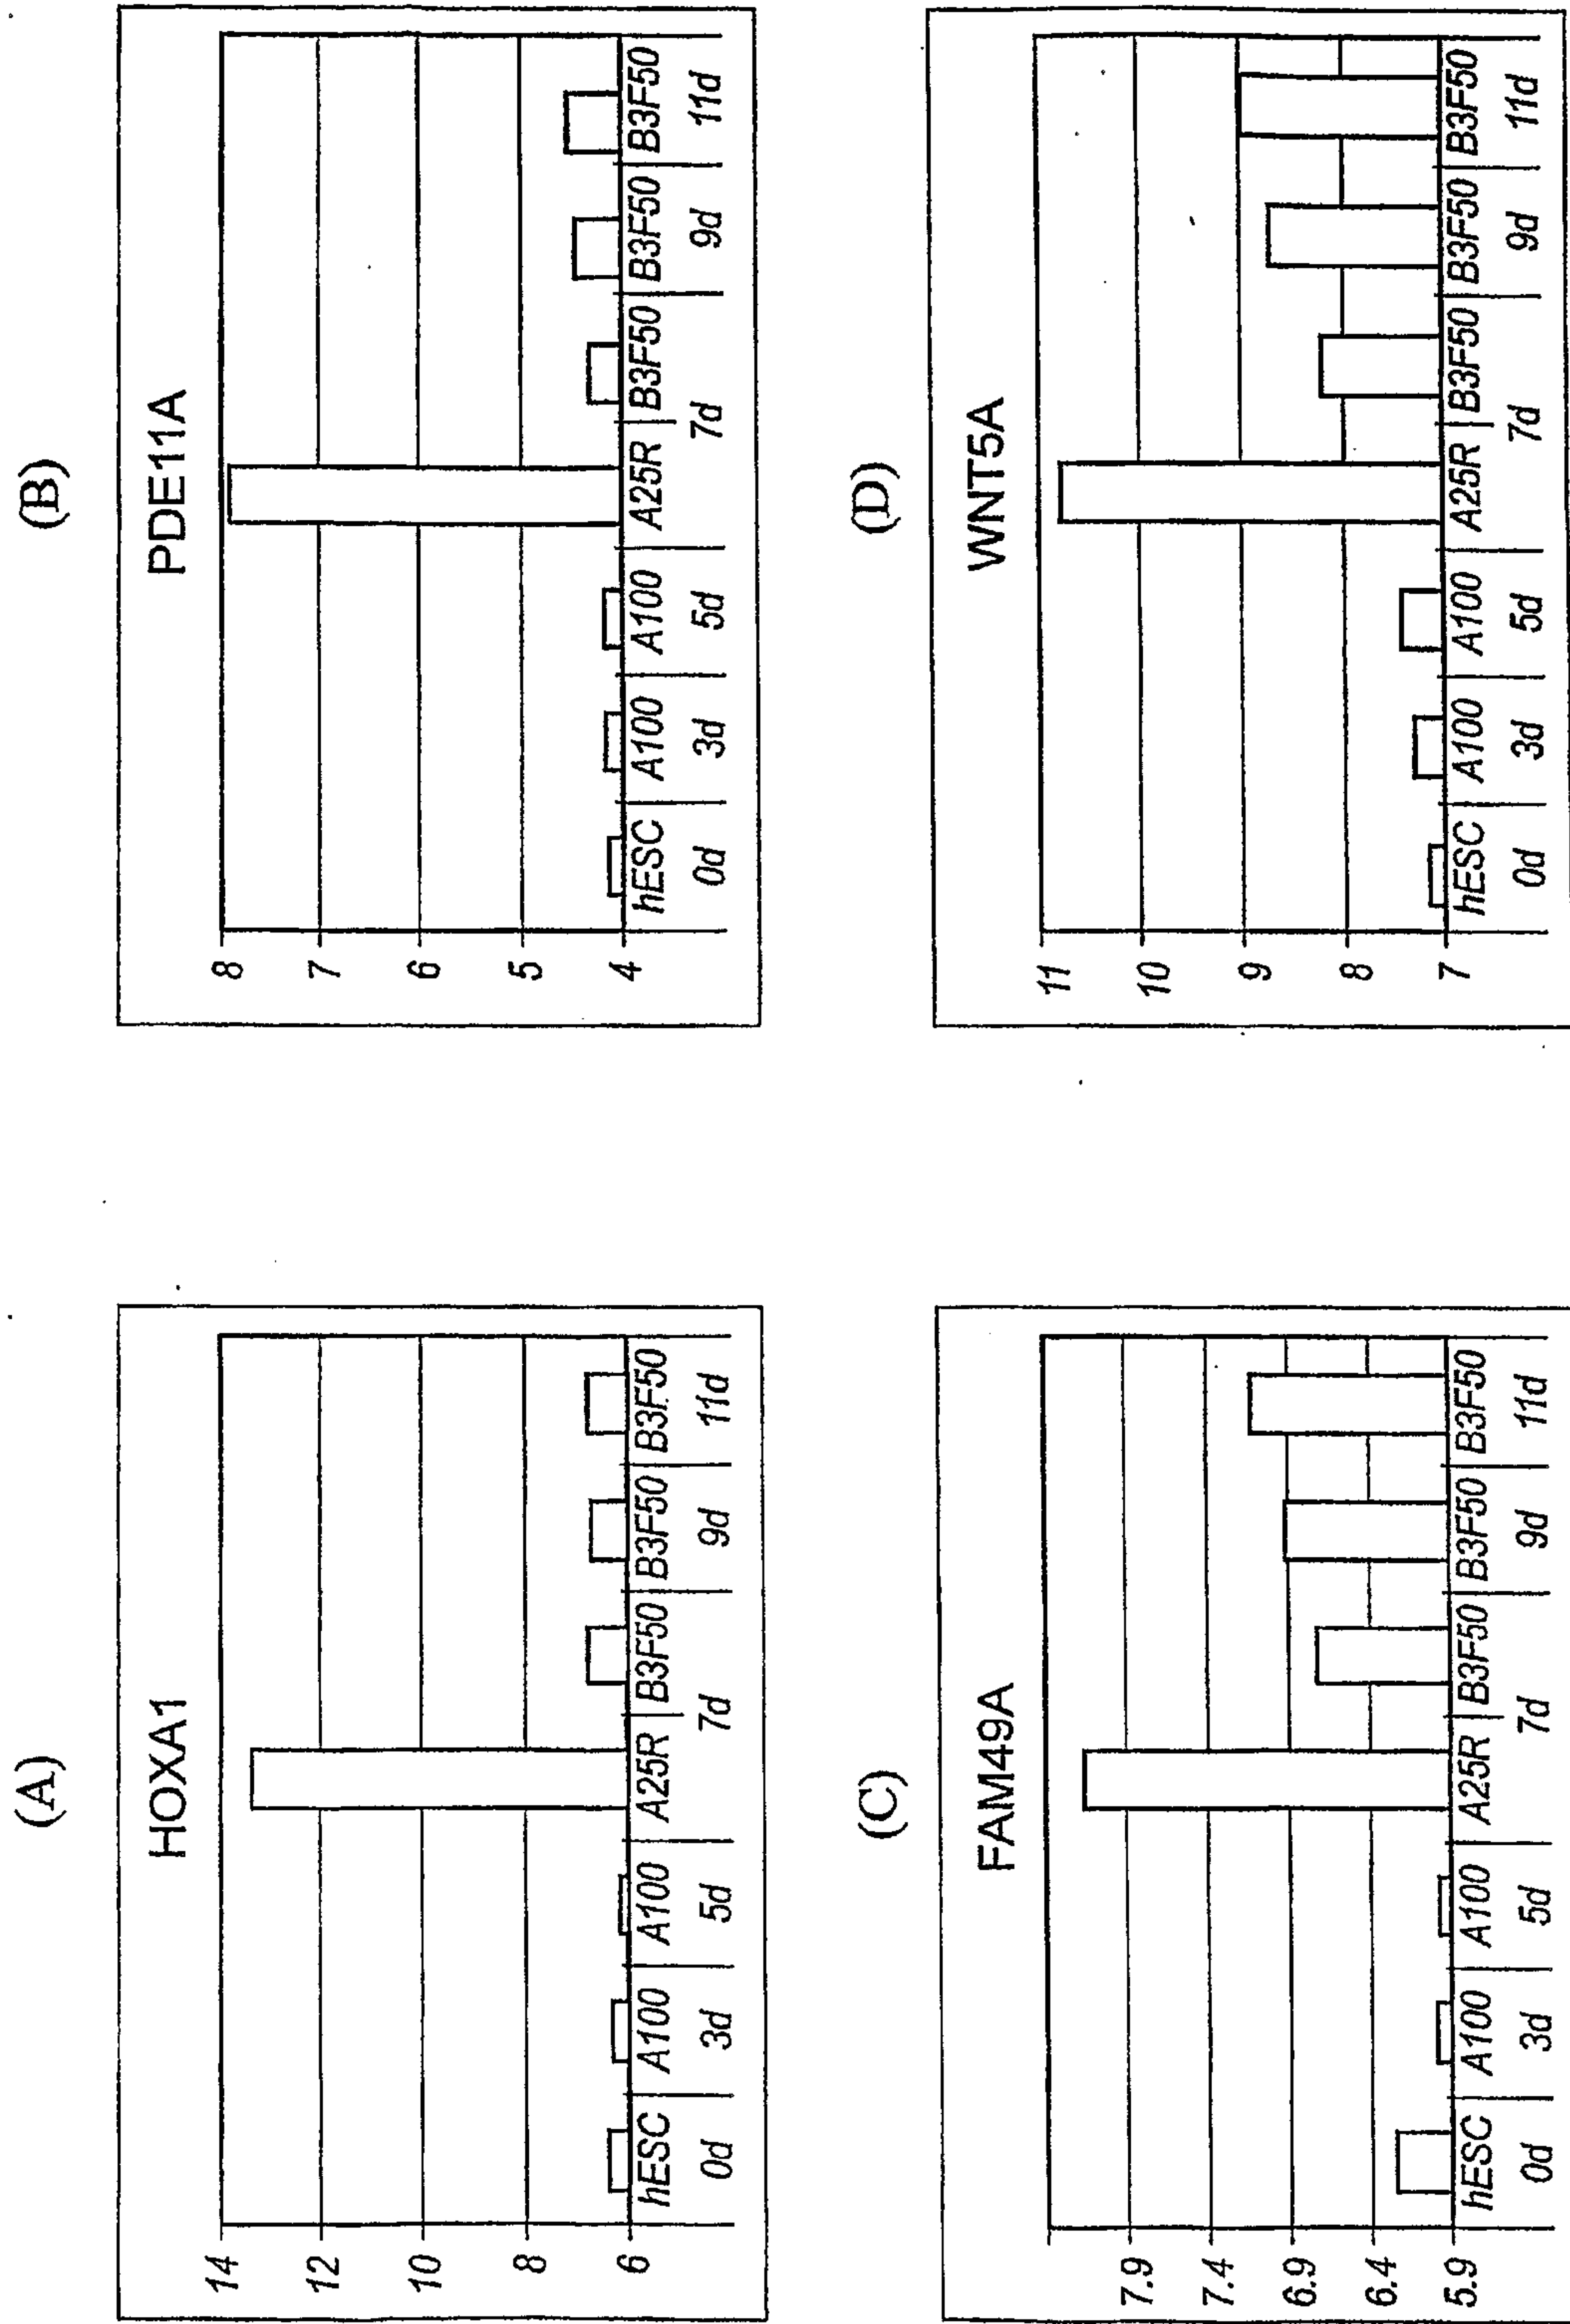 (A)
HOXA1
14
12
10
8
6
hESC A100 A100 A25R B3F50 B3F50 B3F50
0d 3d 5d 7d 9d 11d
(B)
PDE11A
8
7
6
5
4
hESC A100 A100 A25R B3F50 B3F50 B3F50
0d 3d 5d 7d 9d 11d
(C)
FAM49A
7.9
7.4
6.9
6.4
5.9
hESC A100 A100 A25R B3F50 B3F50 B3F50
0d 3d 5d 7d 9d 11d
(D)
WNT5A
11
10
9
8
7
hESC A100 A100 A25R B3F50 B3F50 B3F50
0d 3d 5d 7d 9d 11d